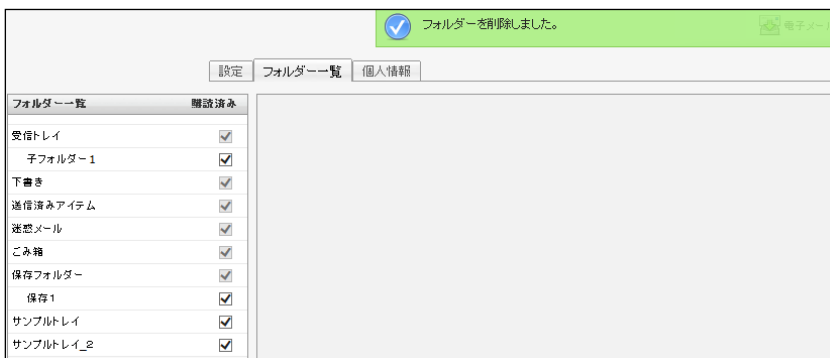 フォルダーを削除しました。
電子メール
設定 フォルダー一覧 個人情報
フォルダー一覧 購読済み
受信トレイ
子フォルダー1
下書き
送信済みアイテム
迷惑メール
ごみ箱
保存フォルダー
保存1
サンプルトレイ
サンプルトレイ_2